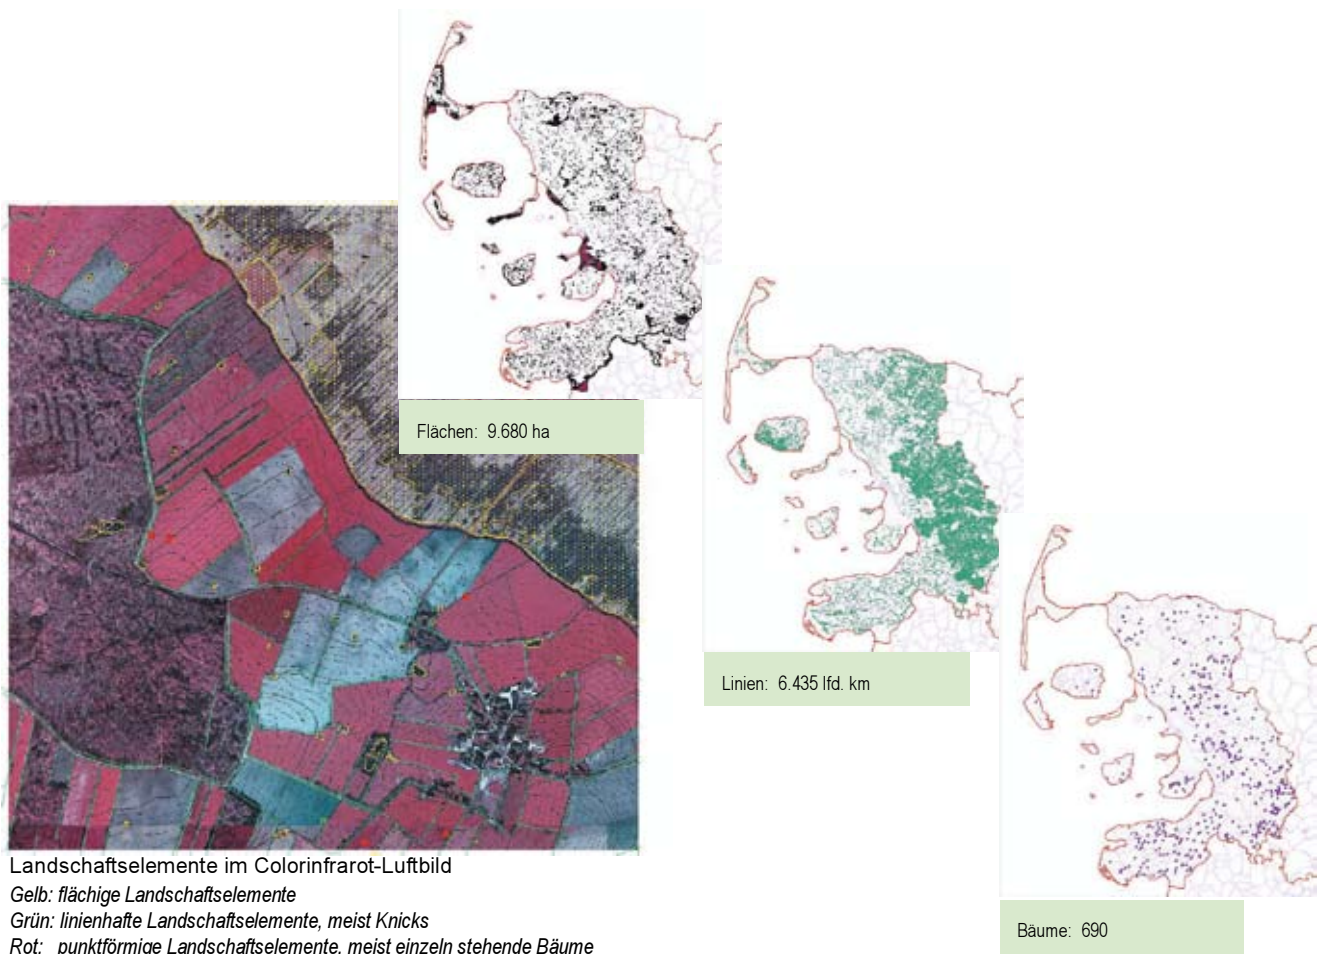 Flächen: 9.680 ha
Linien: 6.435 lfd. km
Bäume: 690
Landschaftselemente im Colorinfrarot-Luftbild
Gelb: flächige Landschaftselemente
Grün: linienhafte Landschaftselemente, meist Knicks
Rot: punktförmige Landschaftselemente, meist einzeln stehende Bäume